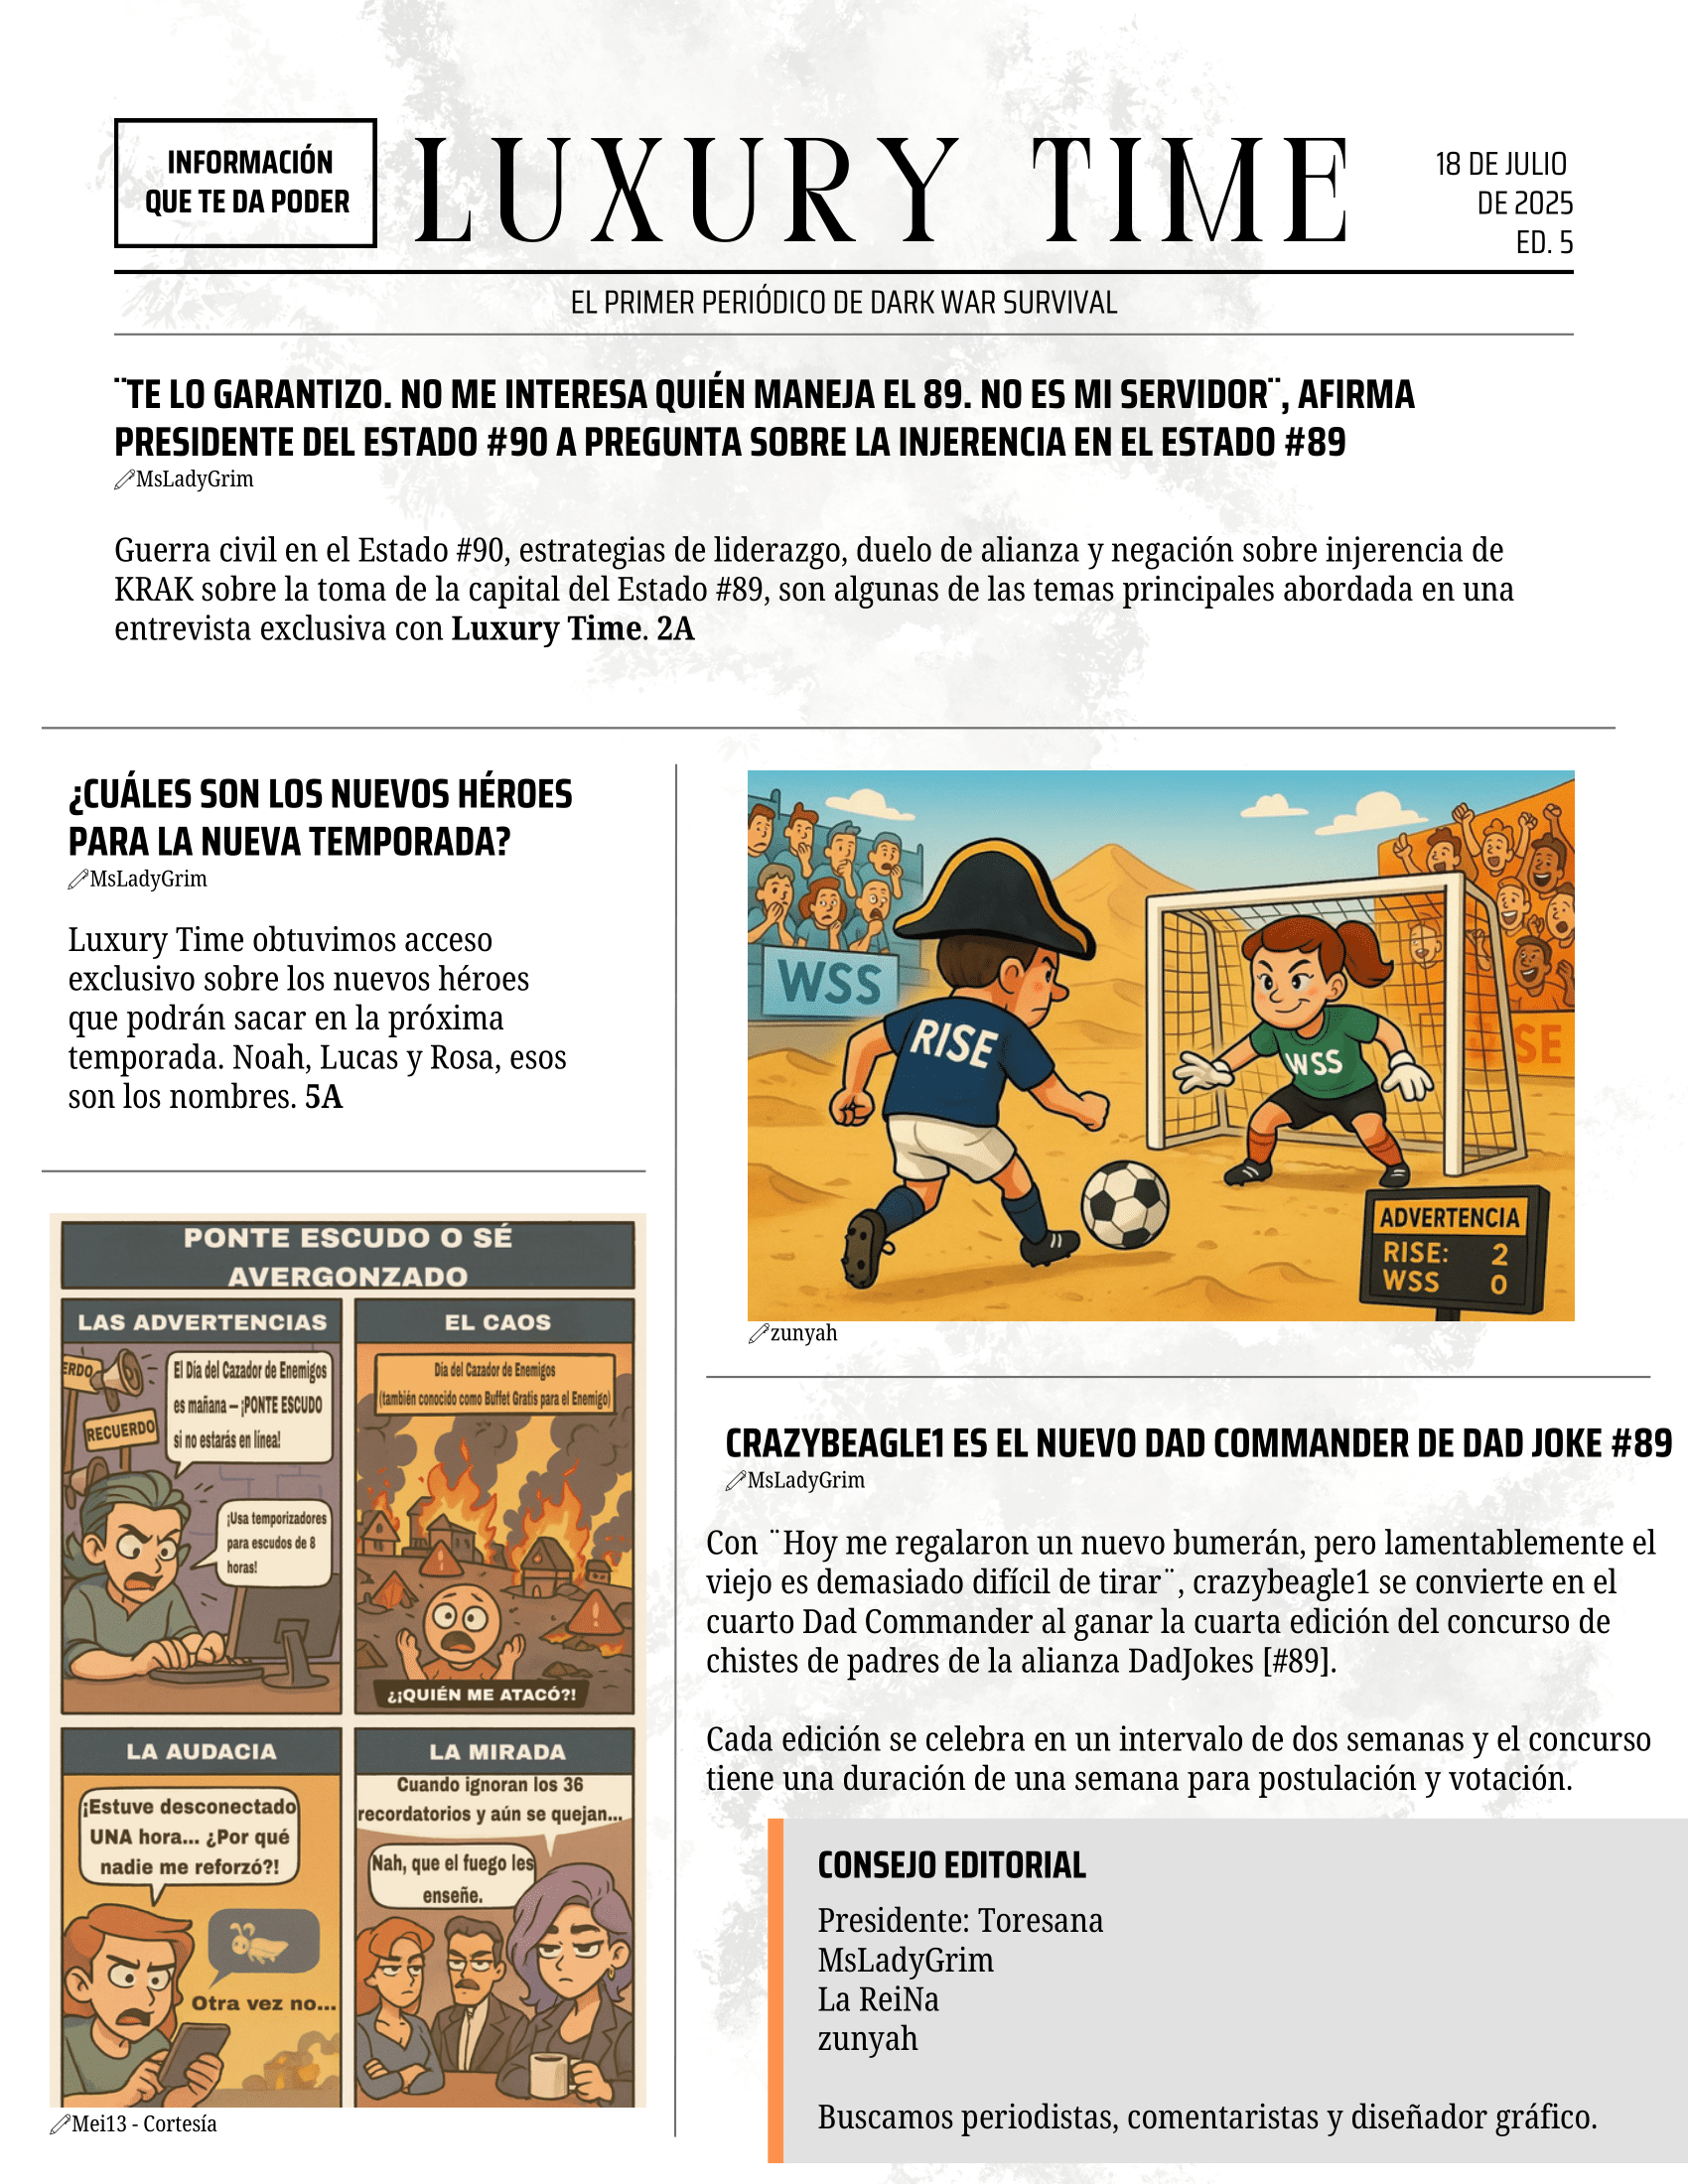 INFORMACIÓN
QUE TE DA PODER
LUXURY TIME
18 DE JULIO
DE 2025
ED. 5
EL PRIMER PERIÓDICO DE DARK WAR SURVIVAL
¨TE LO GARANTIZO. NO ME INTERESA QUIÉN MANEJA EL 89. NO ES MI SERVIDOR¨, AFIRMA
PRESIDENTE DEL ESTADO #90 A PREGUNTA SOBRE LA INJERENCIA EN EL ESTADO #89
MsLadyGrim
Guerra civil en el Estado #90, estrategias de liderazgo, duelo de alianza y negación sobre injerencia de
KRAK sobre la toma de la capital del Estado #89, son algunas de las temas principales abordada en una
entrevista exclusiva con Luxury Time. 2A
¿CUÁLES SON LOS NUEVOS HÉROES
PARA LA NUEVA TEMPORADA?
MsLadyGrim
Luxury Time obtuvimos acceso
exclusivo sobre los nuevos héroes
que podrán sacar en la próxima
temporada. Noah, Lucas y Rosa, esos
son los nombres. 5A
PONTE ESCUDO O SÉ
AVERGONZADO
LAS ADVERTENCIAS
ERDO
RECUERDO
El Día del Cazador de Enemigos
es mañana – ¡PONTE ESCUDO
si no estarás en línea!
¡Usa temporizadores
para escudos de 8
horas!
EL CAOS
Día del Cazador de Enemigos
(también conocido como Buffet Gratis para el Enemigo)
¿¡QUIÉN ME ATACÓ?!
LA AUDACIA
¡Estuve desconectado
UNA hora... ¿Por qué
nadie me reforzó?!
Otra vez no...
LA MIRADA
Cuando ignoran los 36
recordatorios y aún se quejan...
Nah, que el fuego les
enseñe.
Mei13 - Cortesía
WSS
RISE
WSS
SE
ADVERTENCIA
RISE: 2
WSS 0
zunyah
CRAZYBEAGLE1 ES EL NUEVO DAD COMMANDER DE DAD JOKE #89
MsLadyGrim
Con ¨Hoy me regalaron un nuevo bumerán, pero lamentablemente el
viejo es demasiado difícil de tirar¨, crazybeagle1 se convierte en el
cuarto Dad Commander al ganar la cuarta edición del concurso de
chistes de padres de la alianza DadJokes [#89].
Cada edición se celebra en un intervalo de dos semanas y el concurso
tiene una duración de una semana para postulación y votación.
CONSEJO EDITORIAL
Presidente: Toresana
MsLadyGrim
La ReiNa
zunyah
Buscamos periodistas, comentaristas y diseñador gráfico.